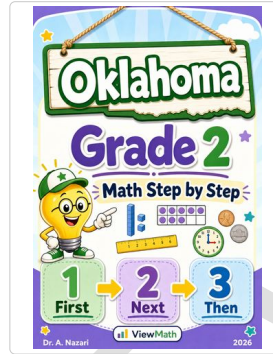 Oklahoma
Grade 2
Math Step by Step
1 2 3
First Next Then
Dr. A. Nazari ViewMath 2026